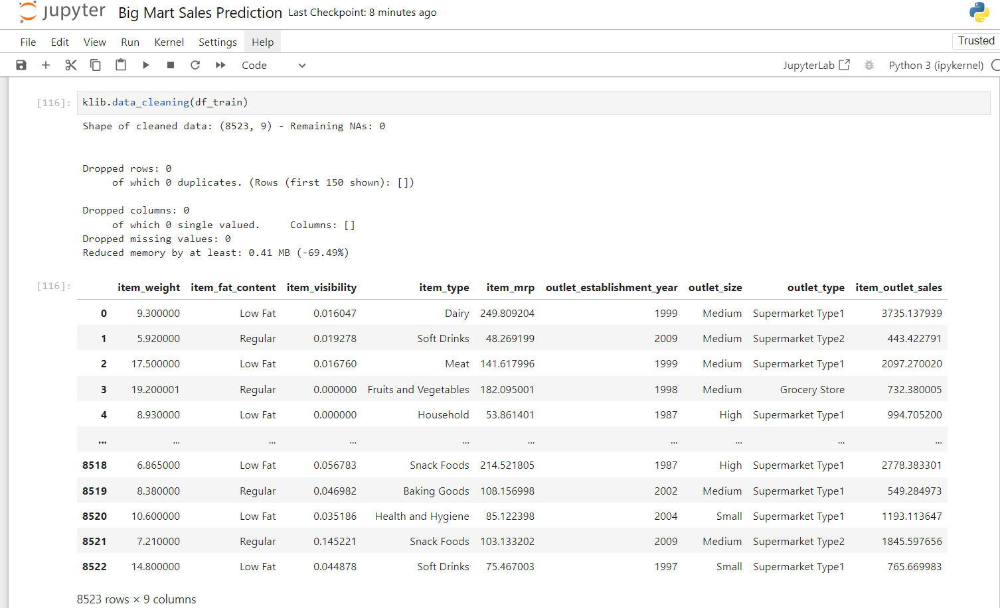 jupyter Big Mart Sales Prediction Last Checkpoint: 8 minutes ago
File Edit View Run Kernel Settings Help Trusted
Code JupyterLab Python 3 (ipykernel)
[116]: klib.data_cleaning(df_train)
Shape of cleaned data: (8523, 9) - Remaining NAs: 0
Dropped rows: 0
of which 0 duplicates. (Rows (first 150 shown): [])
Dropped columns: 0
of which 0 single valued. Columns: []
Dropped missing values: 0
Reduced memory by at least: 0.41 MB (-69.49%)
[116]: item_weight item_fat_content item_visibility item_type item_mrp outlet_establishment_year outlet_size outlet_type item_outlet_sales
0 9.300000 Low Fat 0.016047 Dairy 249.809204 1999 Medium Supermarket Type1 3735.137939
1 5.920000 Regular 0.019278 Soft Drinks 48.269199 2009 Medium Supermarket Type2 443.422791
2 17.500000 Low Fat 0.016760 Meat 141.617996 1999 Medium Supermarket Type1 2097.270020
3 19.200001 Regular 0.000000 Fruits and Vegetables 182.095001 1998 Medium Grocery Store 732.380005
4 8.930000 Low Fat 0.000000 Household 53.861401 1987 High Supermarket Type1 994.705200
... ... ... ... ... ... ... ... ... ...
8518 6.865000 Low Fat 0.056783 Snack Foods 214.521805 1987 High Supermarket Type1 2778.383301
8519 8.380000 Regular 0.046982 Baking Goods 108.156998 2002 Medium Supermarket Type1 549.284973
8520 10.600000 Low Fat 0.035186 Health and Hygiene 85.122398 2004 Small Supermarket Type1 1193.113647
8521 7.210000 Regular 0.145221 Snack Foods 103.133202 2009 Medium Supermarket Type2 1845.597656
8522 14.800000 Low Fat 0.044878 Soft Drinks 75.467003 1997 Small Supermarket Type1 765.669983
8523 rows × 9 columns